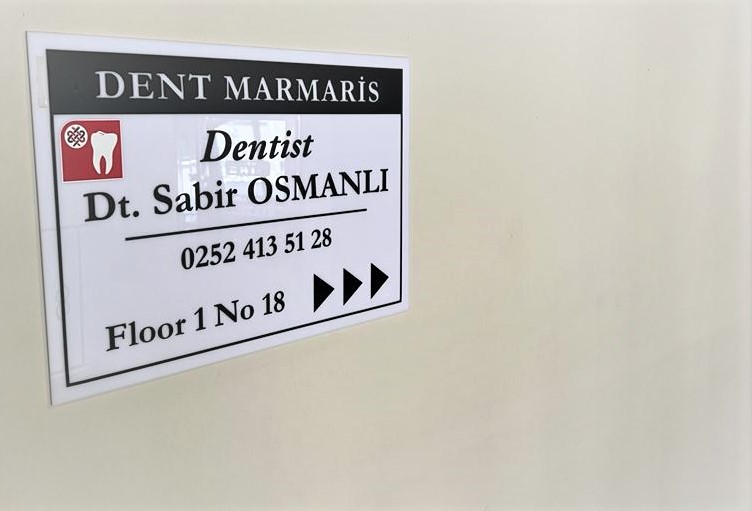 DENT MARMARİS
Dentist
Dt. Sabir OSMANLI
0252 413 51 28
Floor 1 No 18